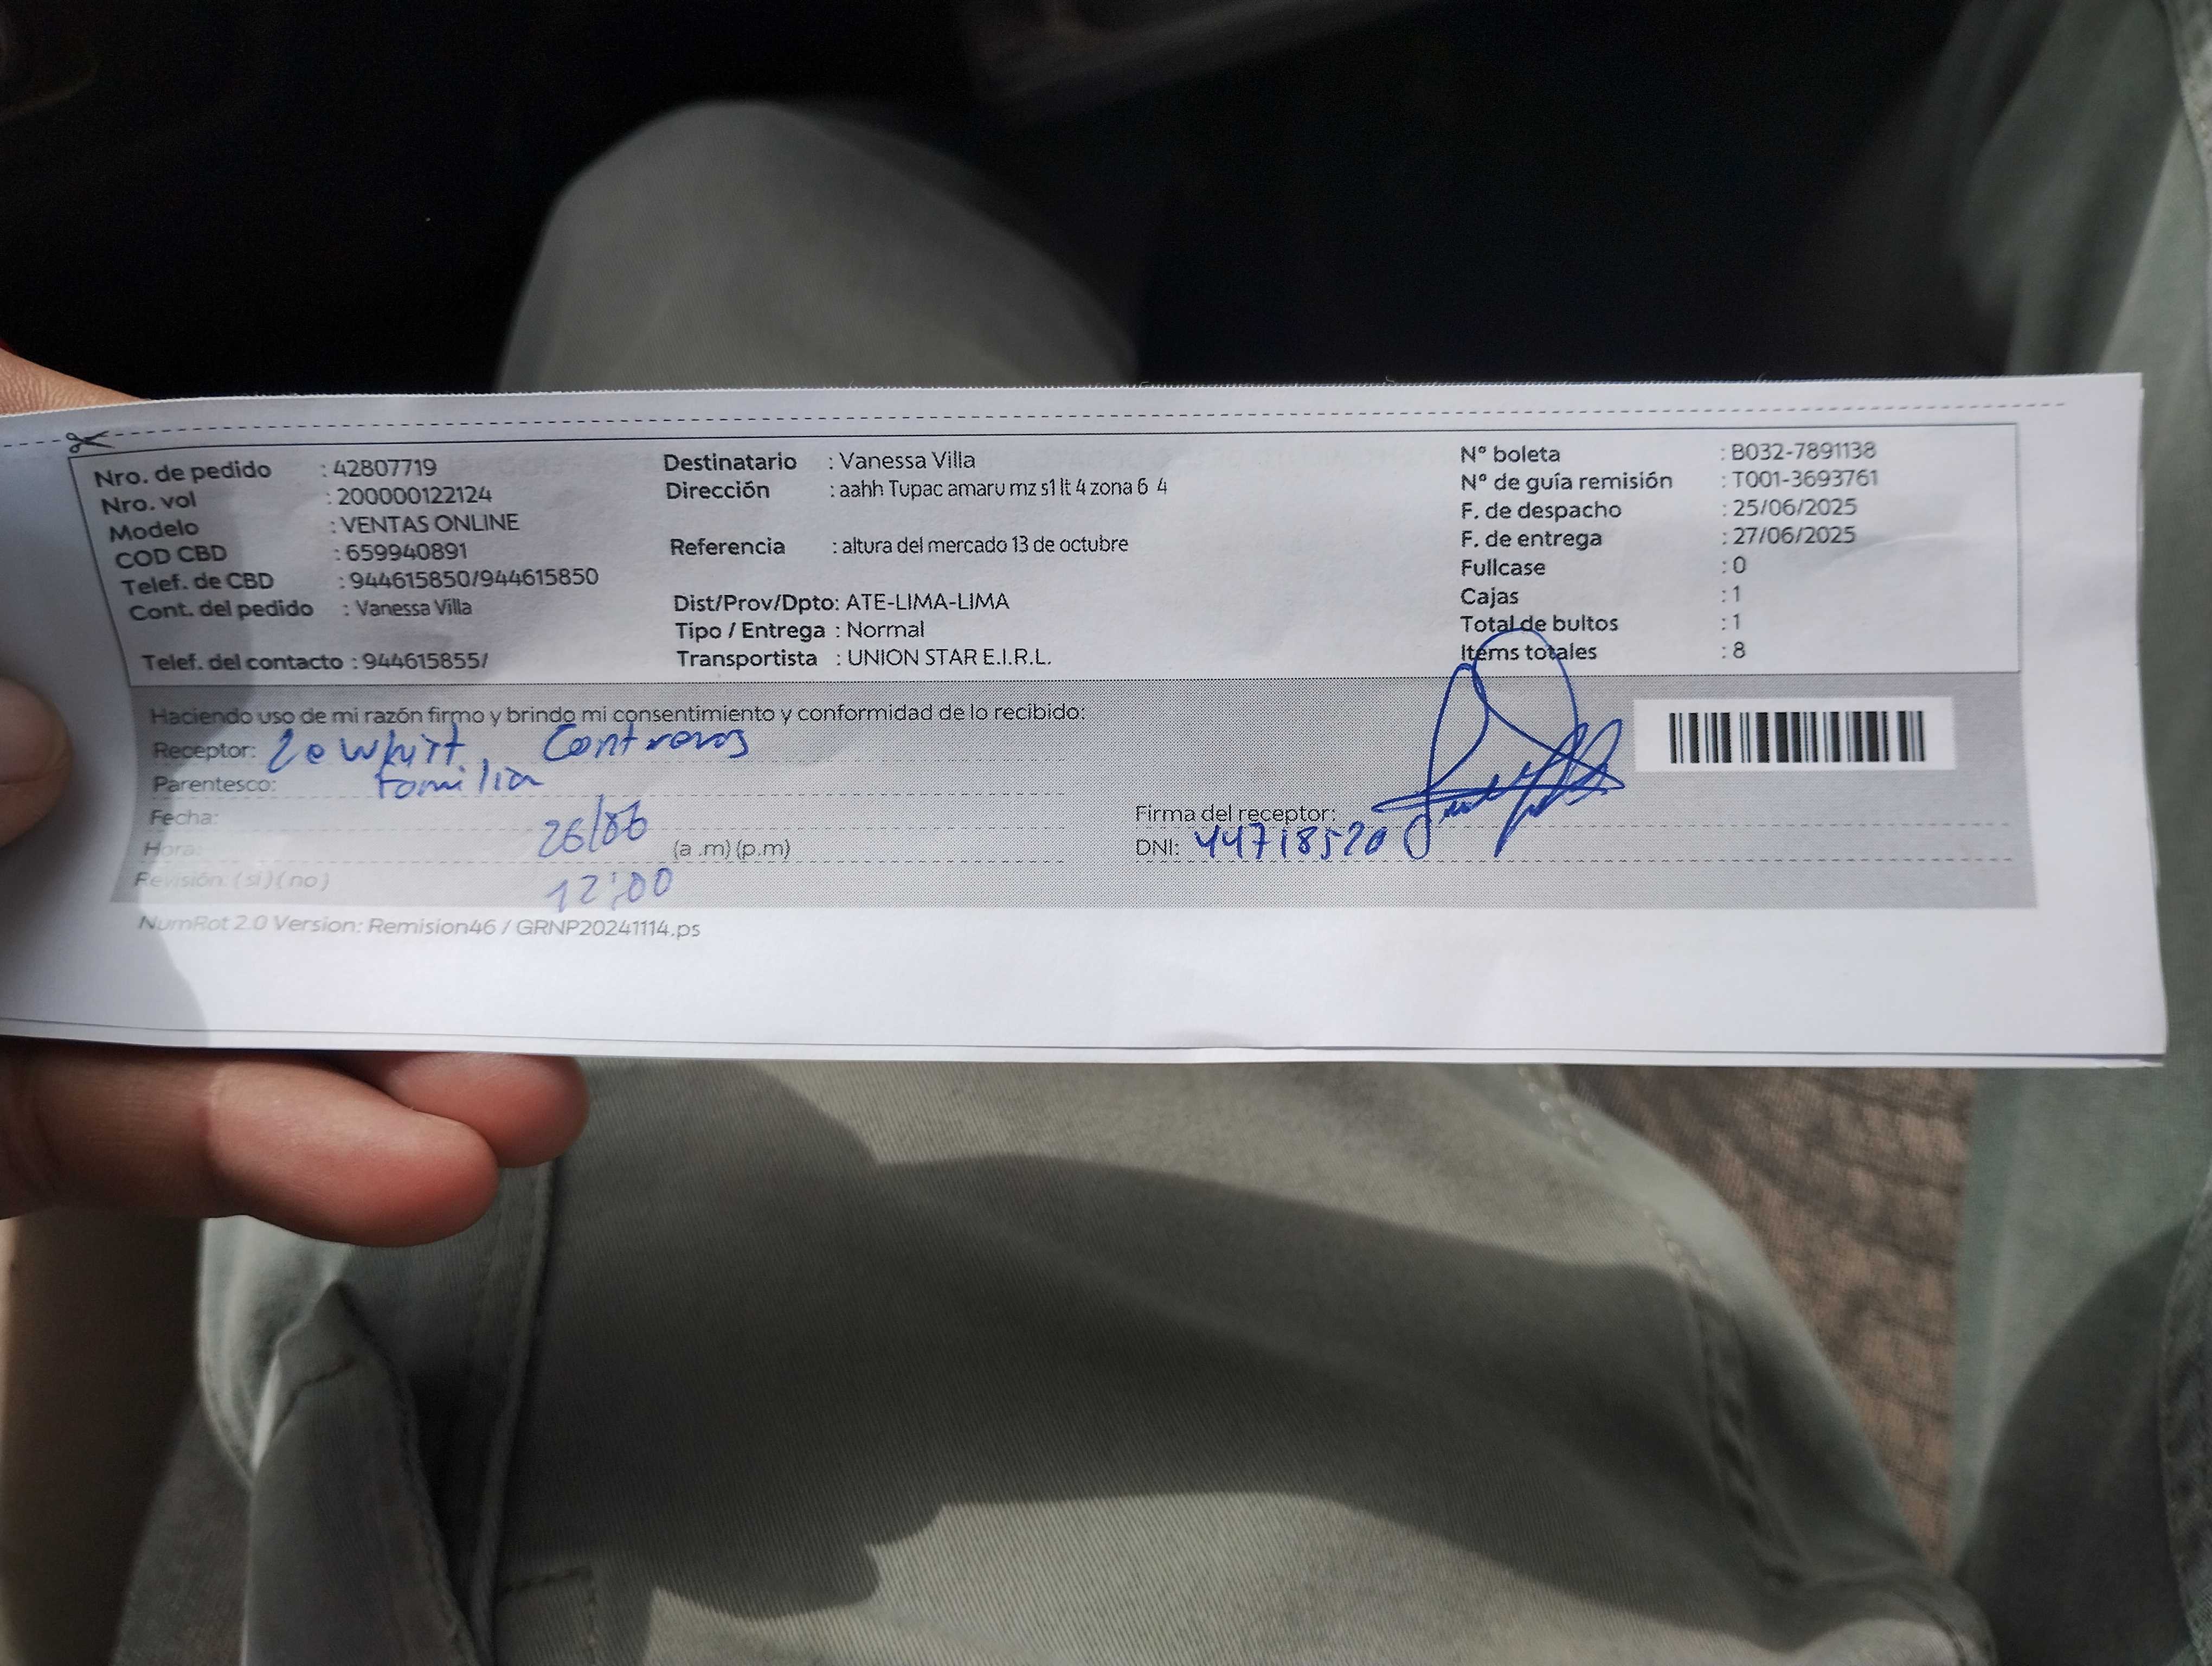 Nro. de pedido : 42807719
Nro. vol : 200000122124
Modelo : VENTAS ONLINE
COD CBD : 659940891
Telef. de CBD : 944615850/944615850
Cont. del pedido : Vanessa Villa
Telef. del contacto : 944615855/
Destinatario : Vanessa Villa
Dirección : aahh Tupac amaru mz s1 lt 4 zona 6 4
Referencia : altura del mercado 13 de octubre
Dist/Prov/Dpto: ATE-LIMA-LIMA
Tipo / Entrega : Normal
Transportista : UNION STAR E.I.R.L.
N° boleta : B032-7891138
N° de guía remisión : T001-3693761
F. de despacho : 25/06/2025
F. de entrega : 27/06/2025
Fullcase : 0
Cajas : 1
Total de bultos : 1
Items totales : 8
Haciendo uso de mi razón firmo y brindo mi consentimiento y conformidad de lo recibido:
Receptor: Contreras
Parentesco: familia
Fecha: 26/06
Hora: (a .m) (p.m)
Revisión: (si) (no) 12:00
Firma del receptor:
DNI: 44718520
NumRot 2.0 Version: Remision46 / GRNP20241114.ps